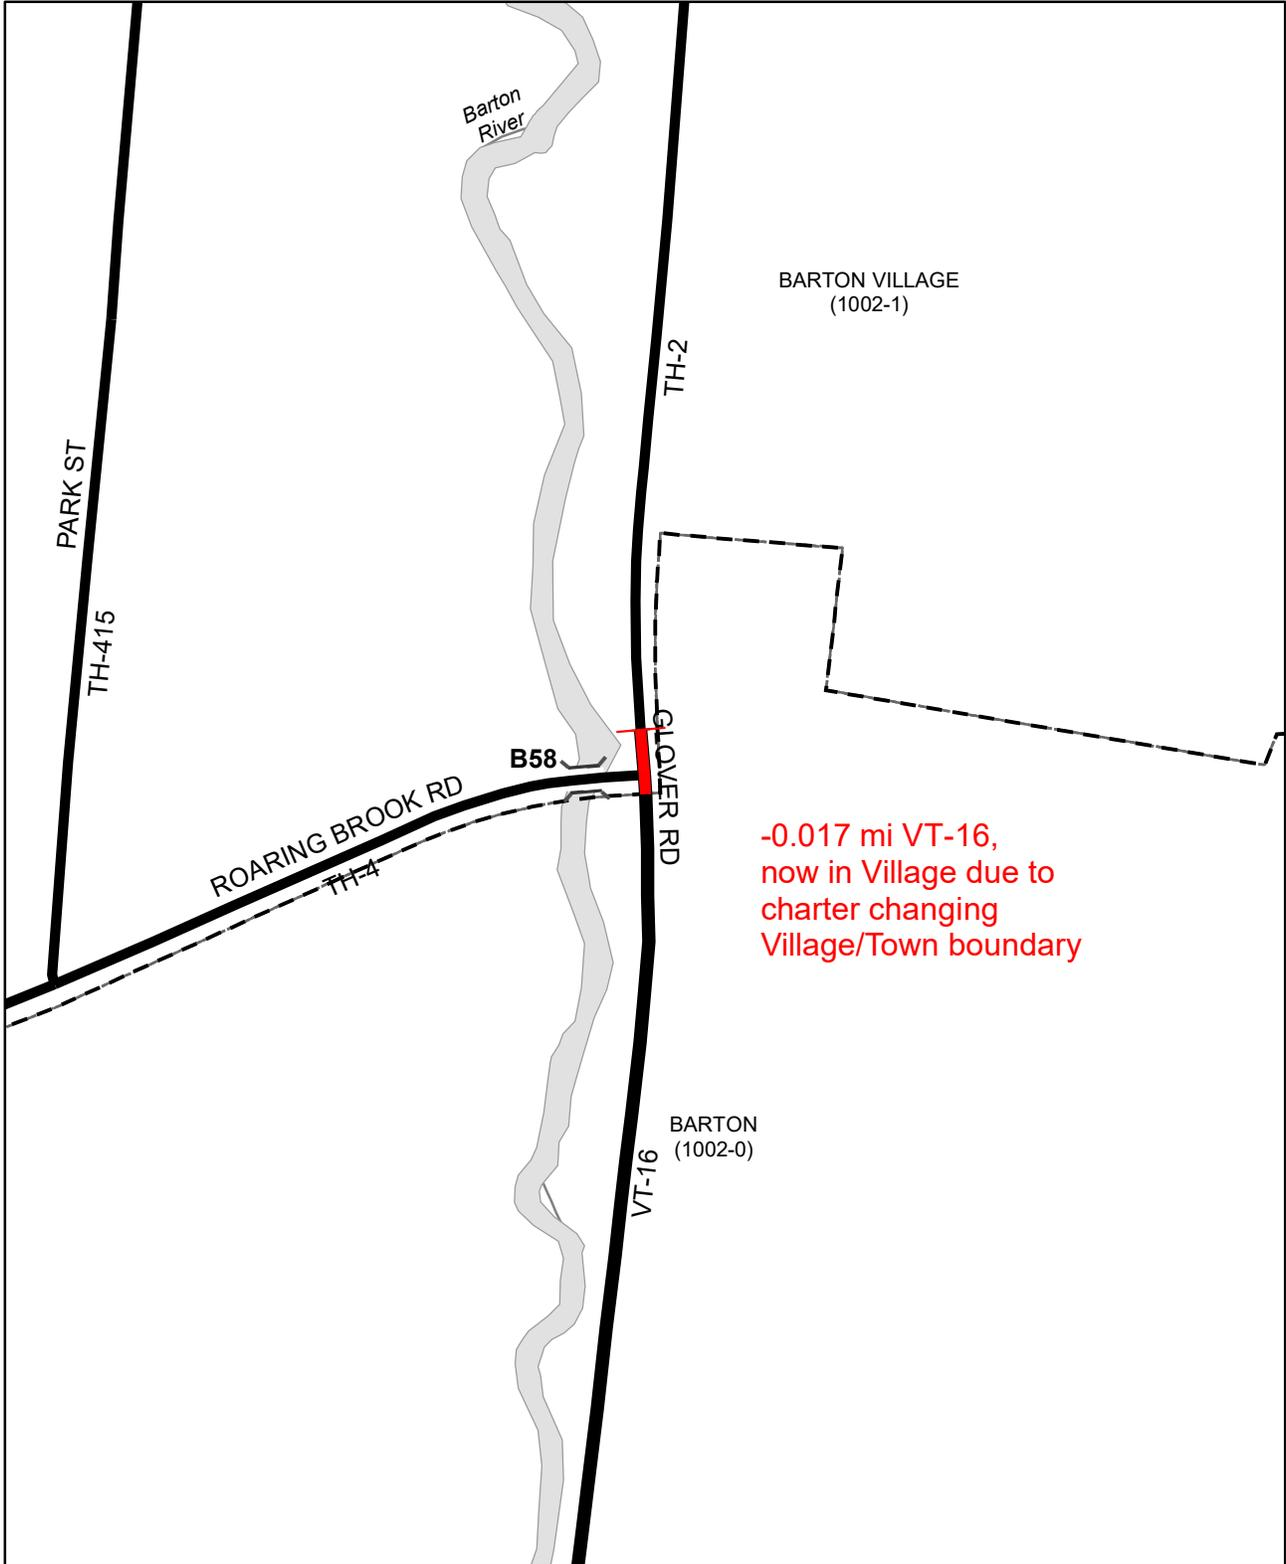 Barton
River
BARTON VILLAGE
(1002-1)
TH-2
PARK ST
TH-415
GLOVER RD
B58
ROARING BROOK RD
TH-4
-0.017 mi VT-16,
now in Village due to
charter changing
Village/Town boundary
BARTON
(1002-0)
VT-16